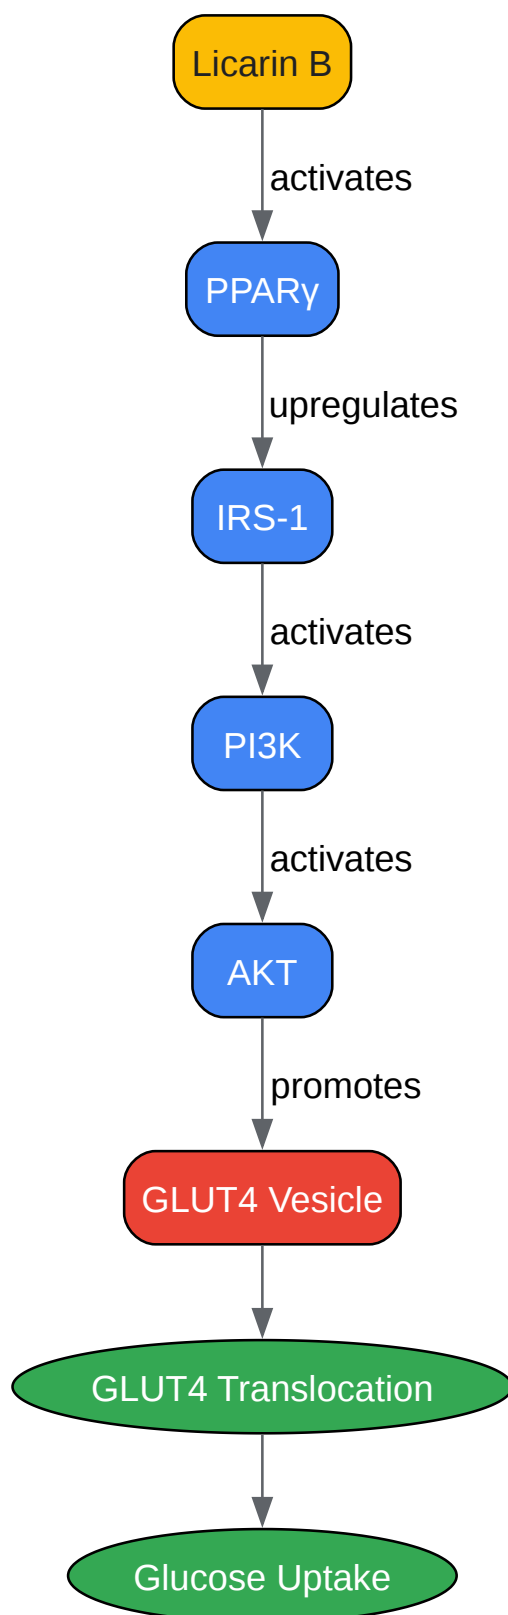 Licarin B
activates
PPARγ
upregulates
IRS-1
activates
PI3K
activates
AKT
promotes
GLUT4 Vesicle
GLUT4 Translocation
Glucose Uptake